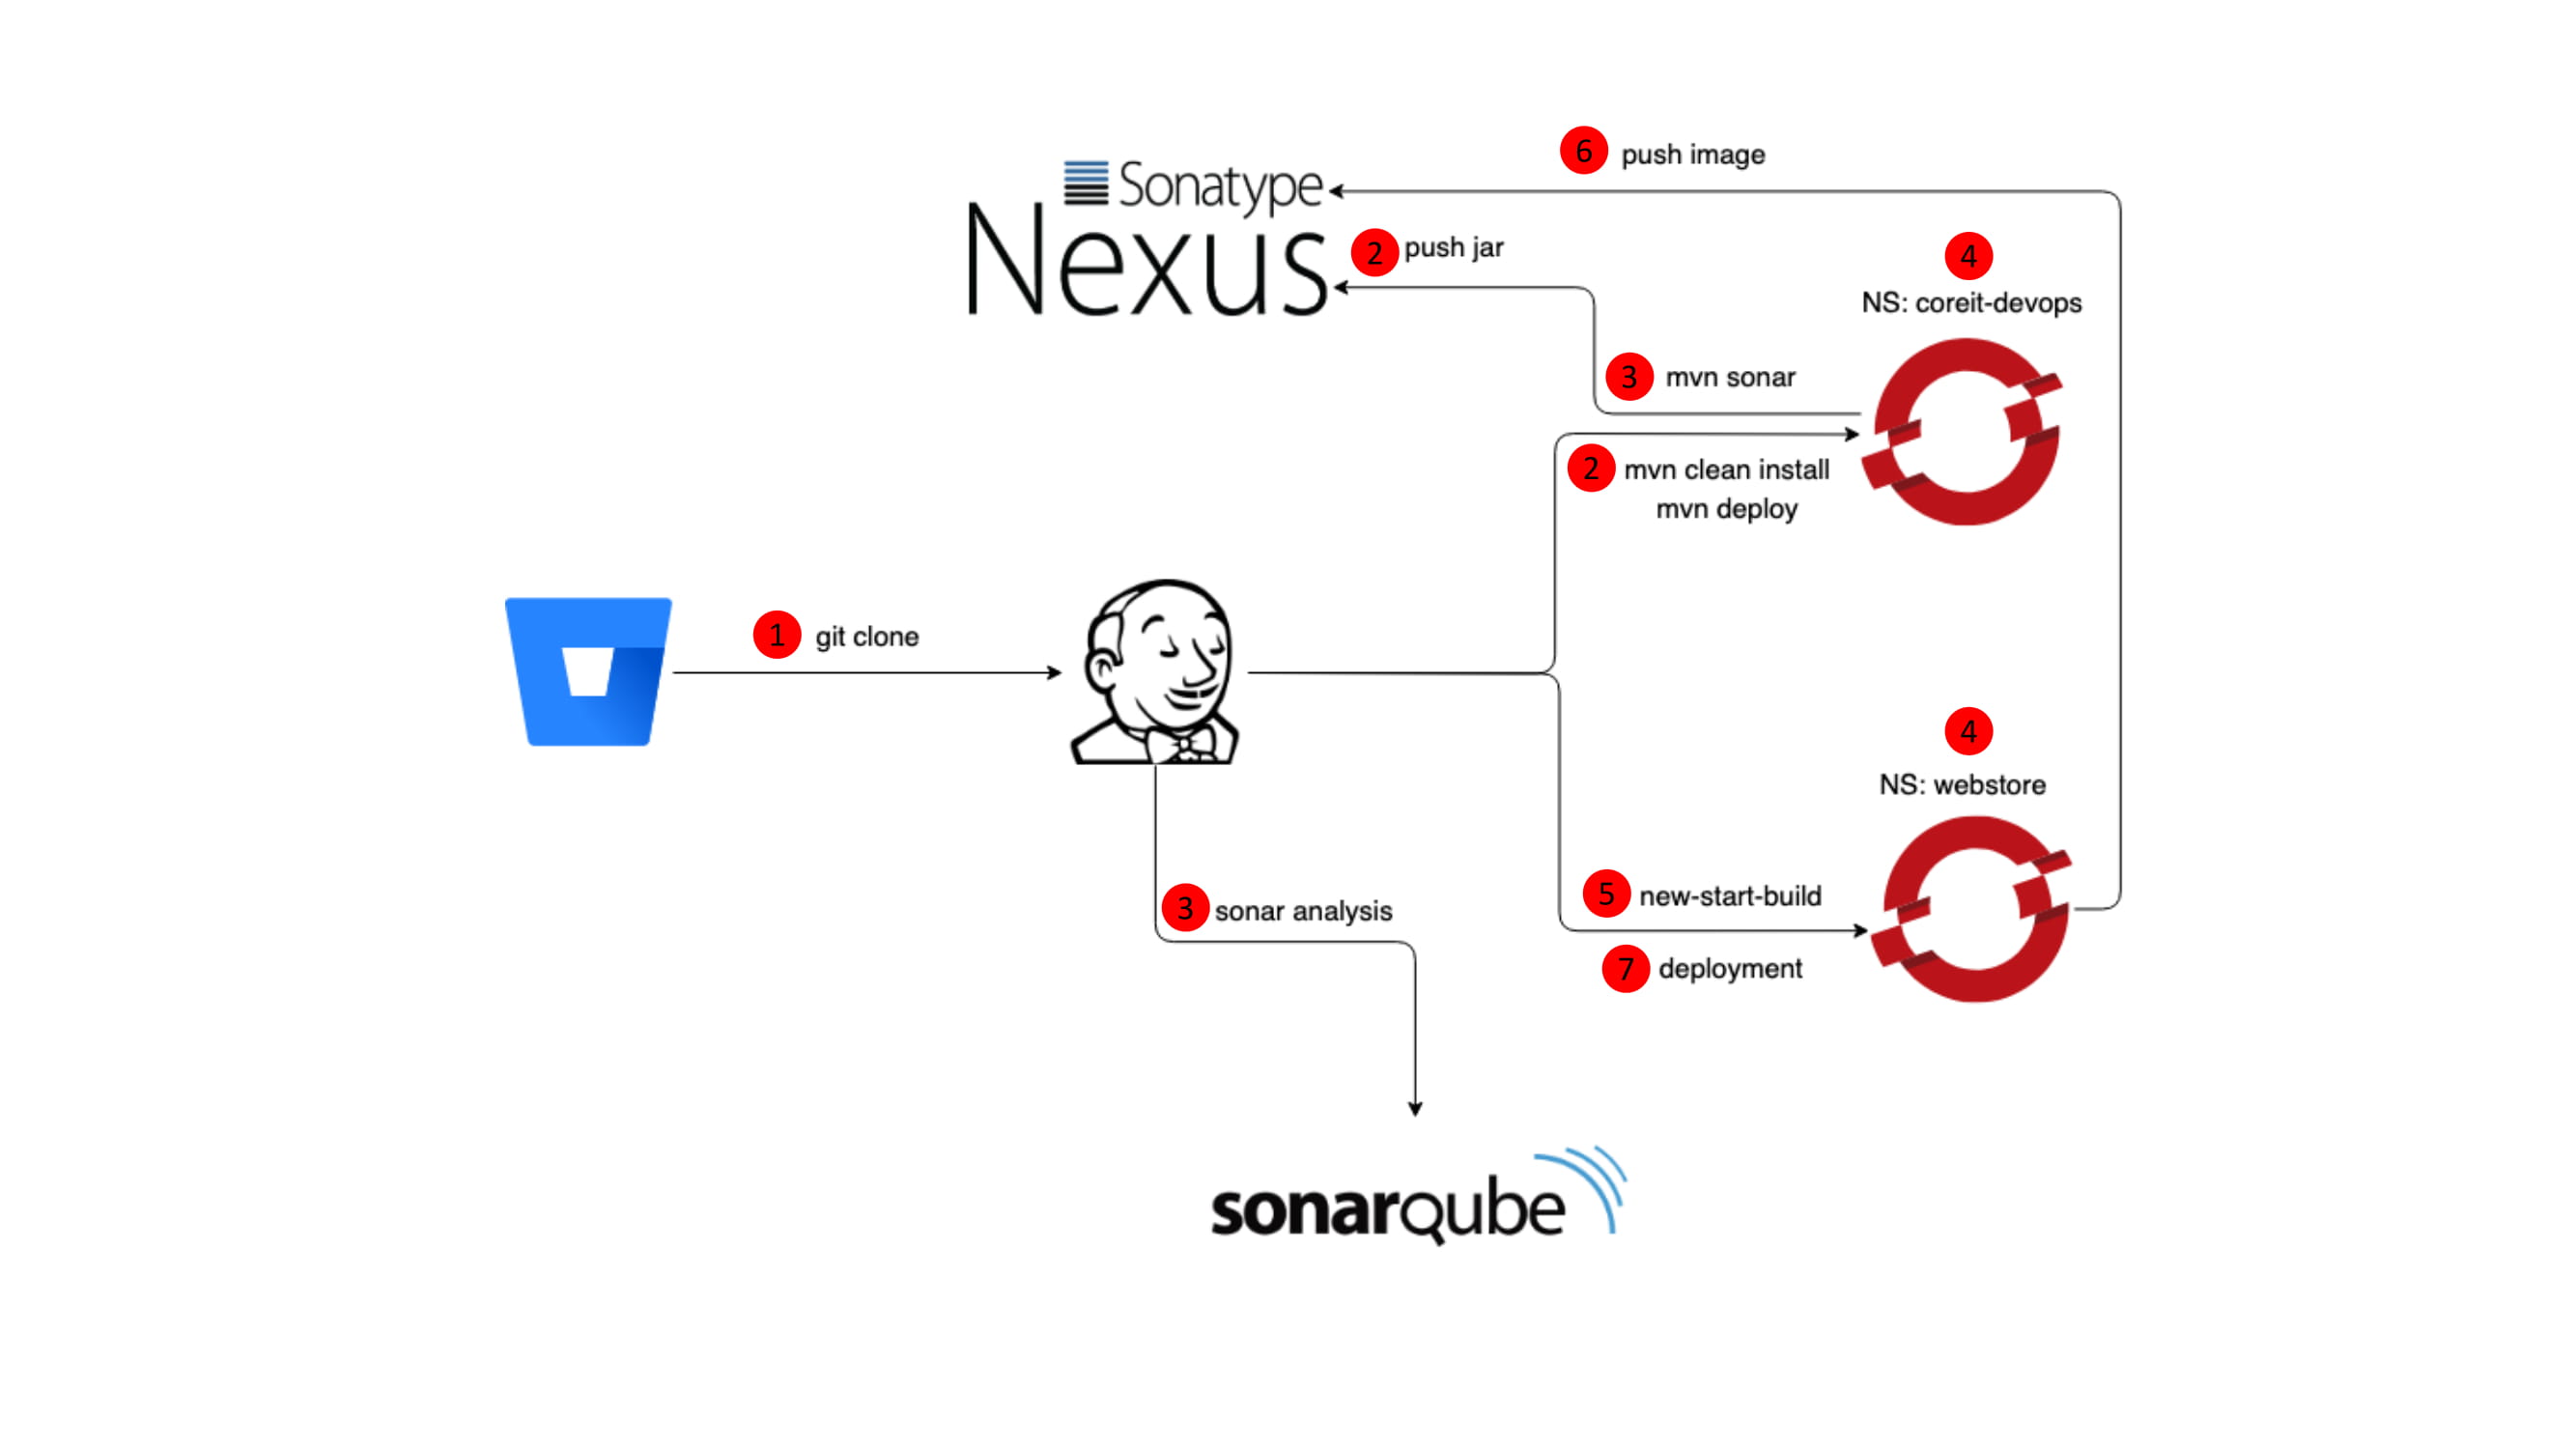 6 push image
Sonatype
Nexus
2 push jar
4
NS: coreit-devops
3 mvn sonar
2 mvn clean install
mvn deploy
1 git clone
4
NS: webstore
5 new-start-build
3 sonar analysis
7 deployment
sonarqube